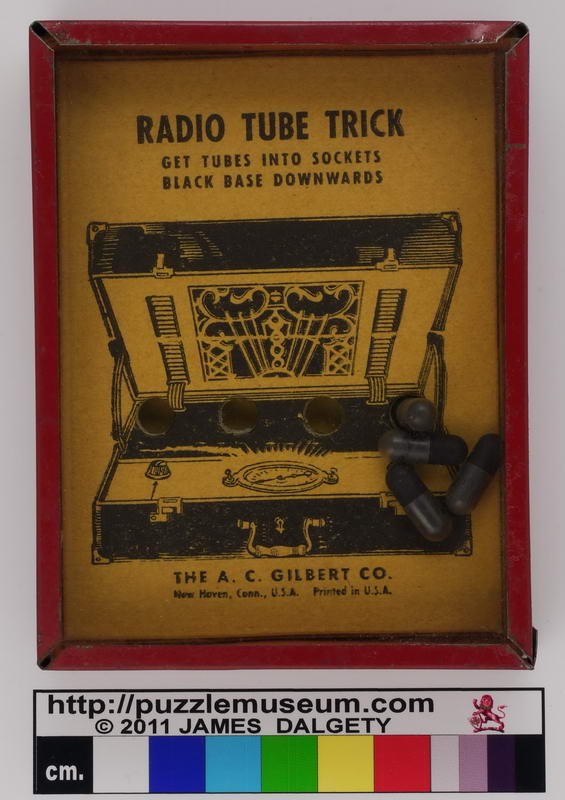 RADIO TUBE TRICK
GET TUBES INTO SOCKETS
BLACK BASE DOWNWARDS
THE A. C. GILBERT CO.
New Haven, Conn., U.S.A. Printed in U.S.A.
http://puzzlemuseum.com
© 2011 JAMES DALGETY
cm.